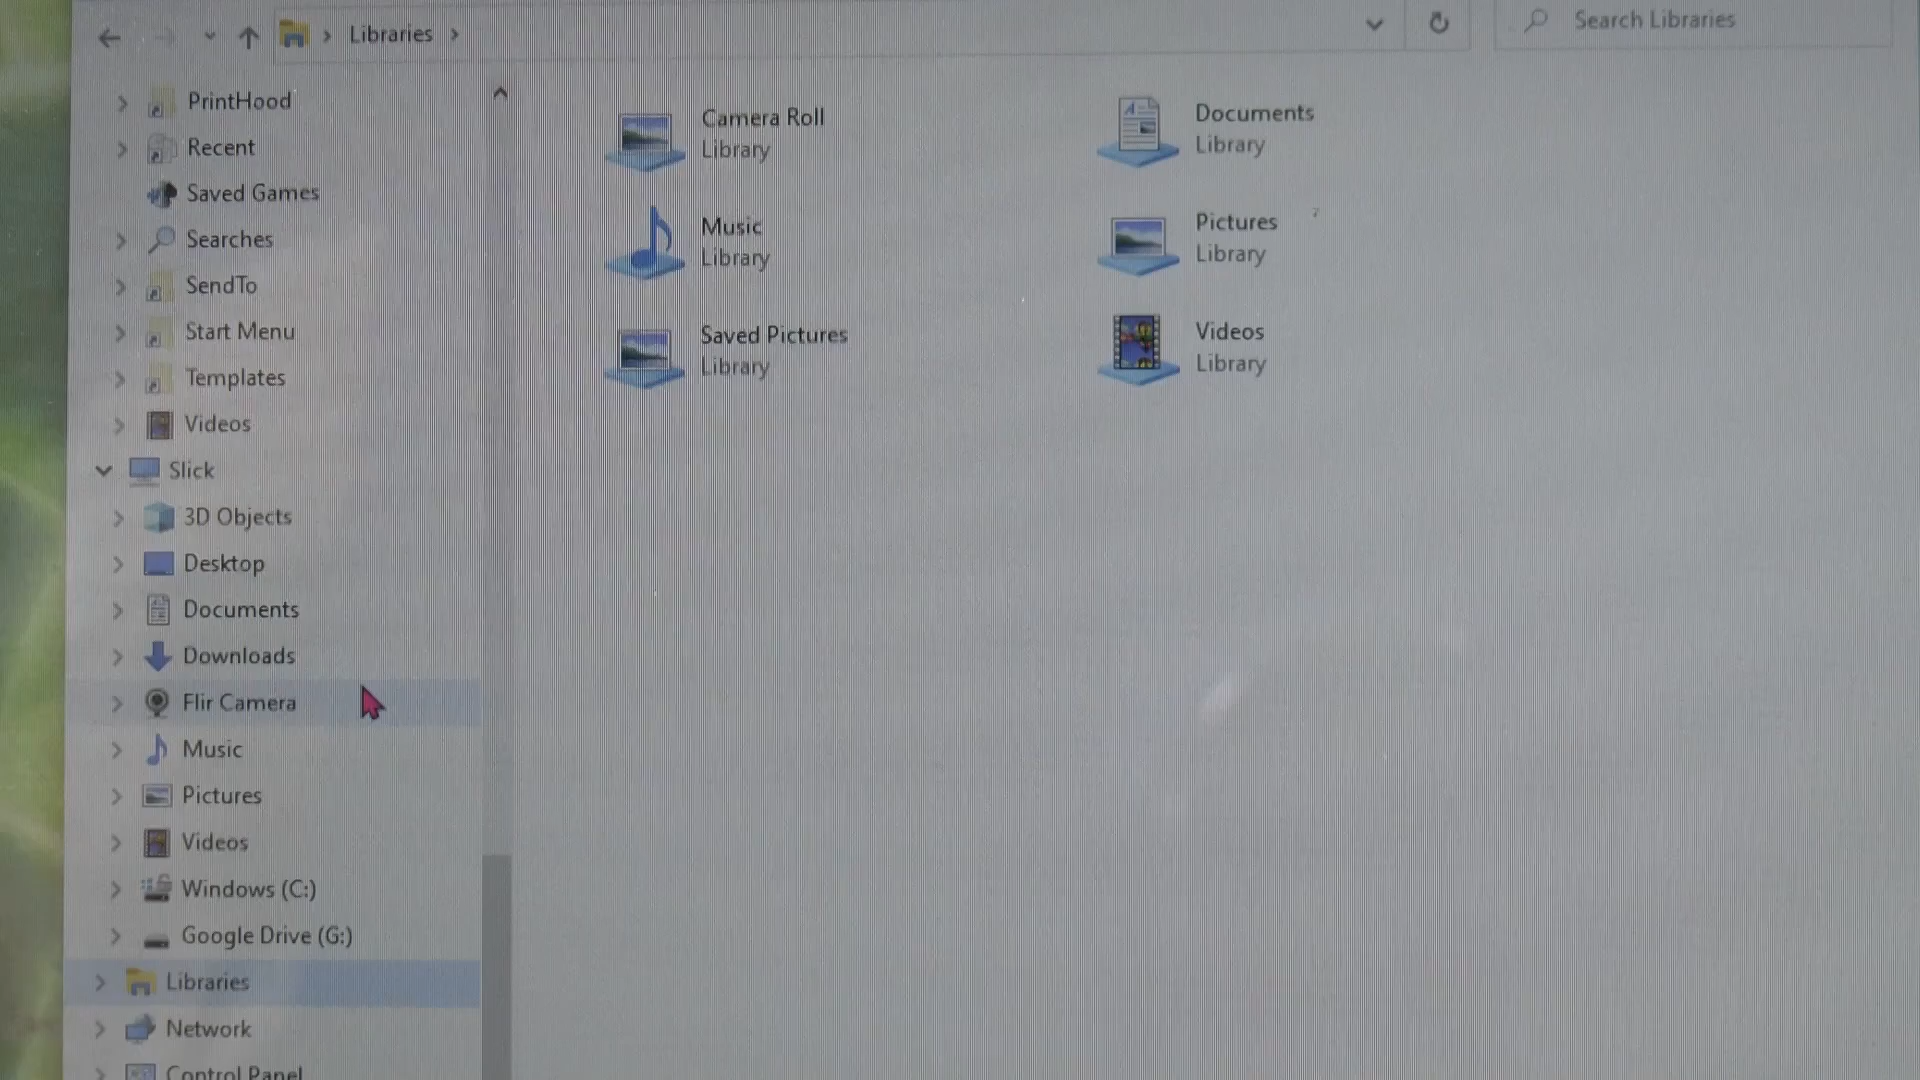 Libraries
Search Libraries
PrintHood
Recent
Saved Games
Searches
SendTo
Start Menu
Templates
Videos
Slick
3D Objects
Desktop
Documents
Downloads
Flir Camera
Music
Pictures
Videos
Windows (C:)
Google Drive (G:)
Libraries
Network
Control Panel
Camera Roll
Library
Documents
Library
Music
Library
Pictures
Library
Saved Pictures
Library
Videos
Library